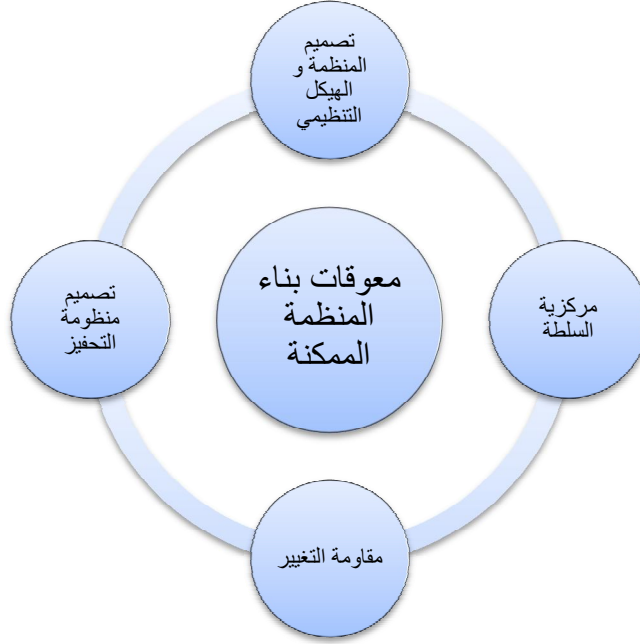 تصميم
المنظمة و
الهيكل
التنظيمي
معوقات بناء
المنظمة
الممكنة
مركزية
السلطة
مقاومة التغيير
تصميم
منظومة
التحفيز